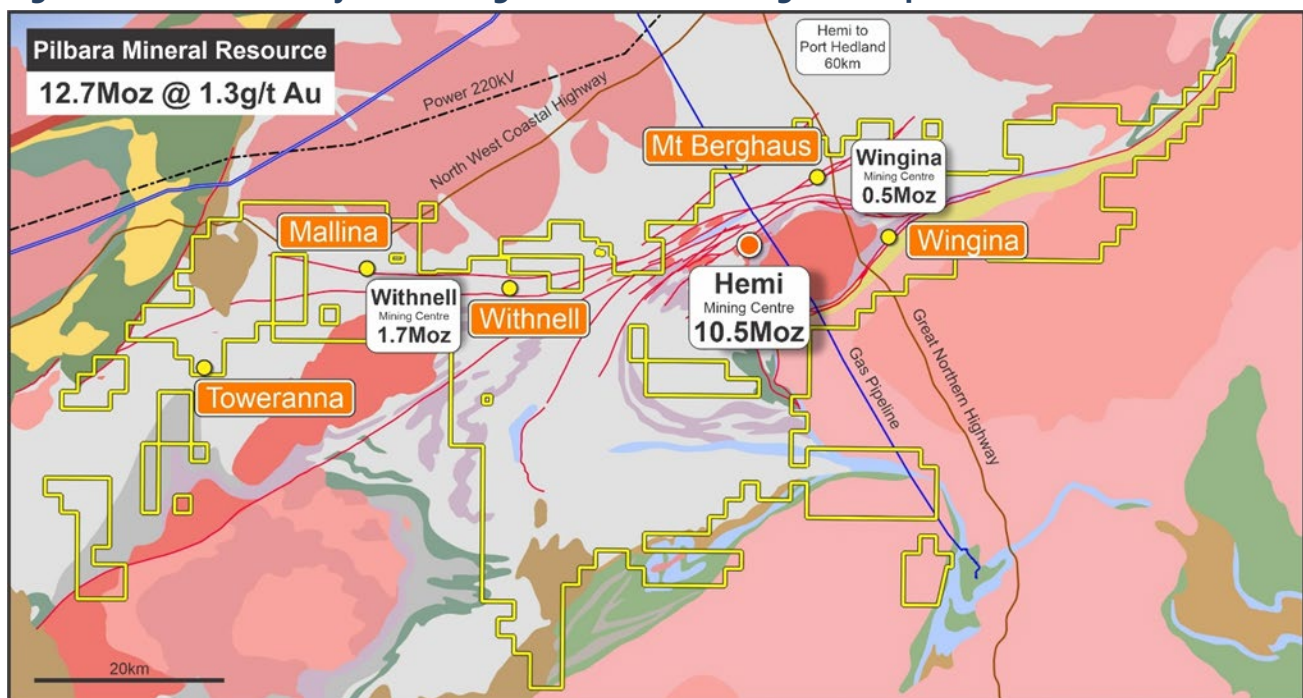 Pilbara Mineral Resource
12.7Moz @ 1.3g/t Au
Hemi to
Port Hedland
60km
Power 220kV
North West Coastal Highway
Mt Berghaus
Wingina
Mining Centre
0.5Moz
Mallina
Wingina
Withnell
Mining Centre
1.7Moz
Withnell
Hemi
Mining Centre
10.5Moz
Toweranna
Gas Pipeline
Great Northern Highway
20km